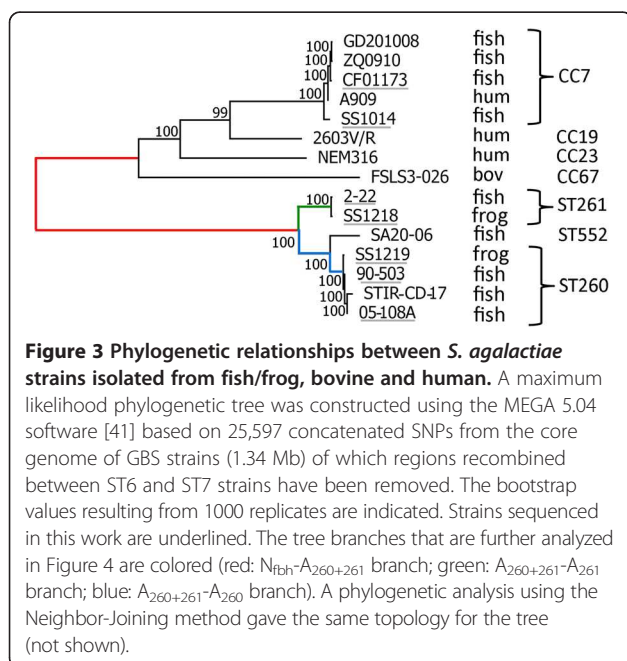 100 GD201008 fish
ZQ0910 fish
100 CF01173 fish CC7
100 A909 hum
99 SS1014 fish
100 2603V/R hum CC19
NEM316 hum CC23
FSLS3-026 bov CC67
100 2-22 fish ST261
SS1218 frog
100 SA20-06 fish ST552
100 SS1219 frog
100 90-503 fish ST260
100 STIR-CD-17 fish
100 05-108A fish
Figure 3 Phylogenetic relationships between S. agalactiae
strains isolated from fish/frog, bovine and human. A maximum
likelihood phylogenetic tree was constructed using the MEGA 5.04
software [41] based on 25,597 concatenated SNPs from the core
genome of GBS strains (1.34 Mb) of which regions recombined
between ST6 and ST7 strains have been removed. The bootstrap
values resulting from 1000 replicates are indicated. Strains sequenced
in this work are underlined. The tree branches that are further analyzed
in Figure 4 are colored (red: Nfbh-A260+261 branch; green: A260+261-A261
branch; blue: A260+261-A260 branch). A phylogenetic analysis using the
Neighbor-Joining method gave the same topology for the tree
(not shown).